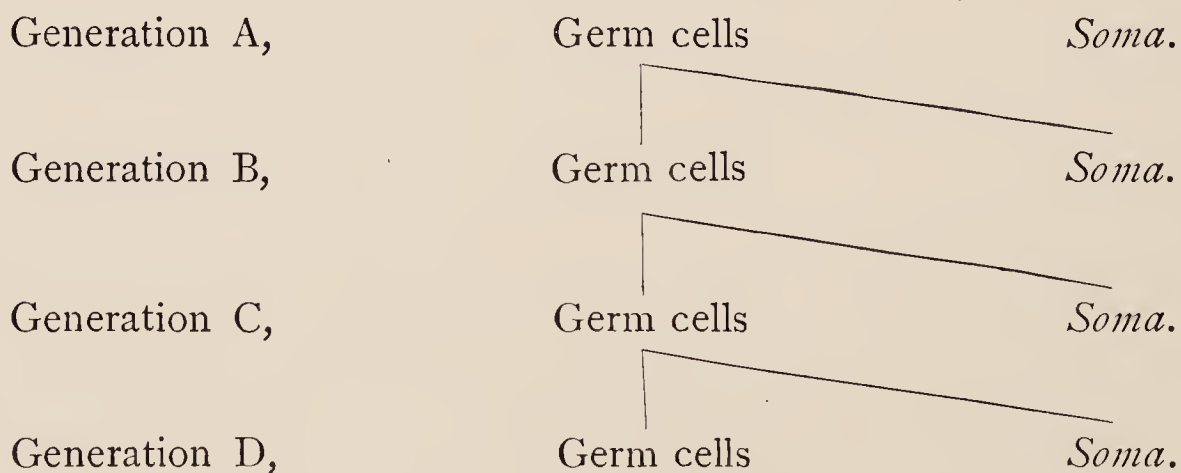 Generation A, Germ cells Soma.
Generation B, Germ cells Soma.
Generation C, Germ cells Soma.
Generation D, Germ cells Soma.